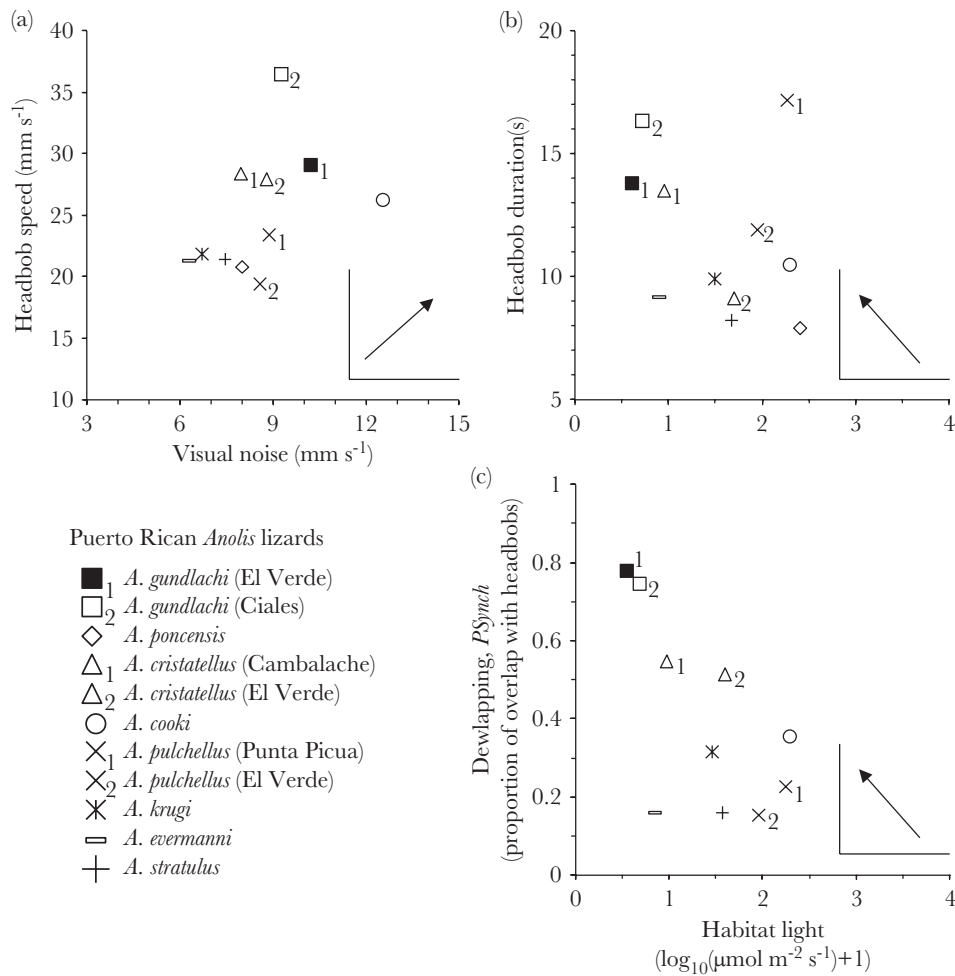 (a)
40
35
30
25
20
15
10
Headbob speed (mm s⁻¹)
2
1
1
2
1
2
3
6
9
12
15
Visual noise (mm s⁻¹)
(b)
20
15
10
5
Headbob duration(s)
1
2
1
1
2
2
0
1
2
3
4
(c)
1
0.8
0.6
0.4
0.2
0
Dewlapping, PSynch
(proportion of overlap with headbobs)
1
2
1
2
1
2
0
1
2
3
4
Habitat light
(log₁₀(μmol m⁻² s⁻¹)+1)
Puerto Rican Anolis lizards
1 A. gundlachi (El Verde)
2 A. gundlachi (Ciales)
A. poncensis
1 A. cristatellus (Cambalache)
2 A. cristatellus (El Verde)
A. cooki
1 A. pulchellus (Punta Picua)
2 A. pulchellus (El Verde)
A. krugi
A. evermanni
A. stratulus